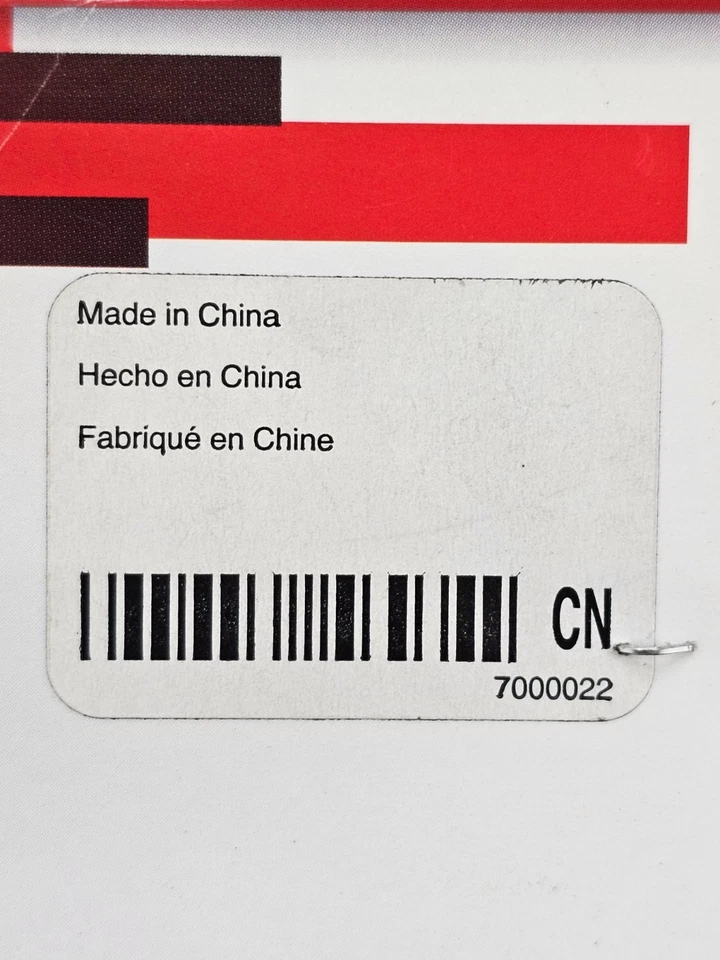 Made in China
Hecho en China
Fabriqué en Chine
CN
7000022